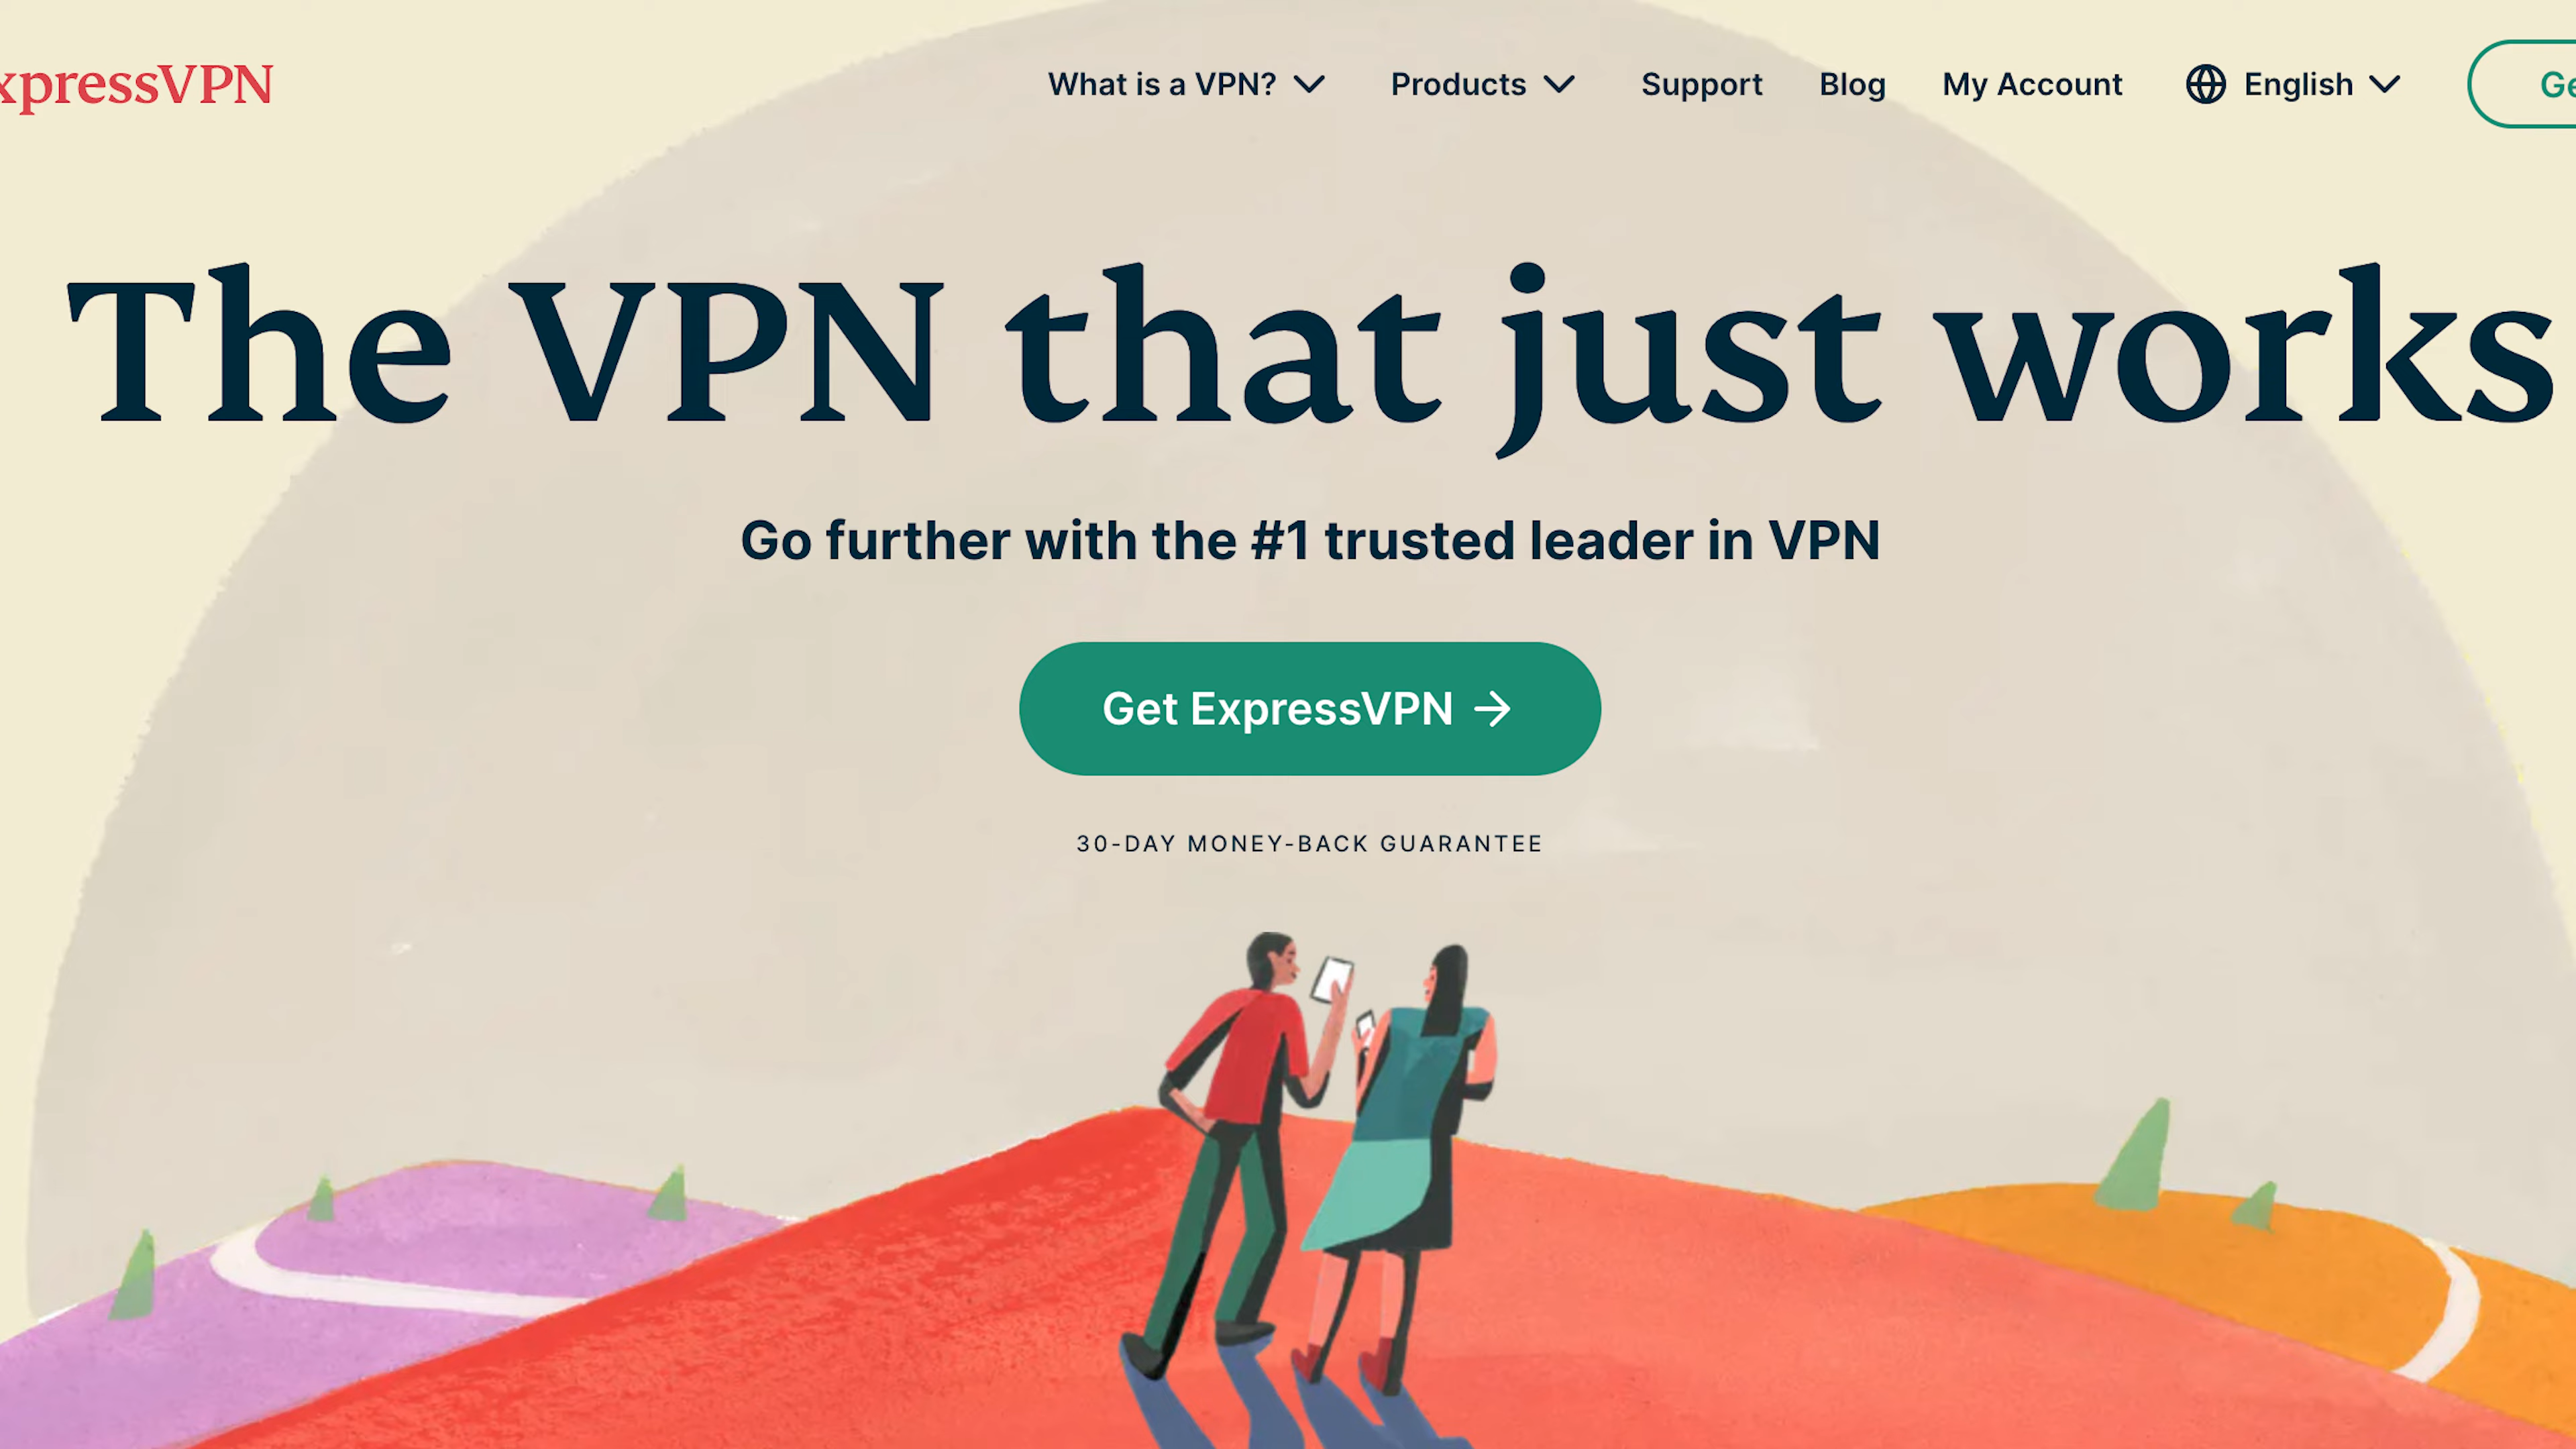 xpressVPN
What is a VPN?
Products
Support
Blog
My Account
English
Ge
The VPN that just works
Go further with the #1 trusted leader in VPN
Get ExpressVPN →
30-DAY MONEY-BACK GUARANTEE